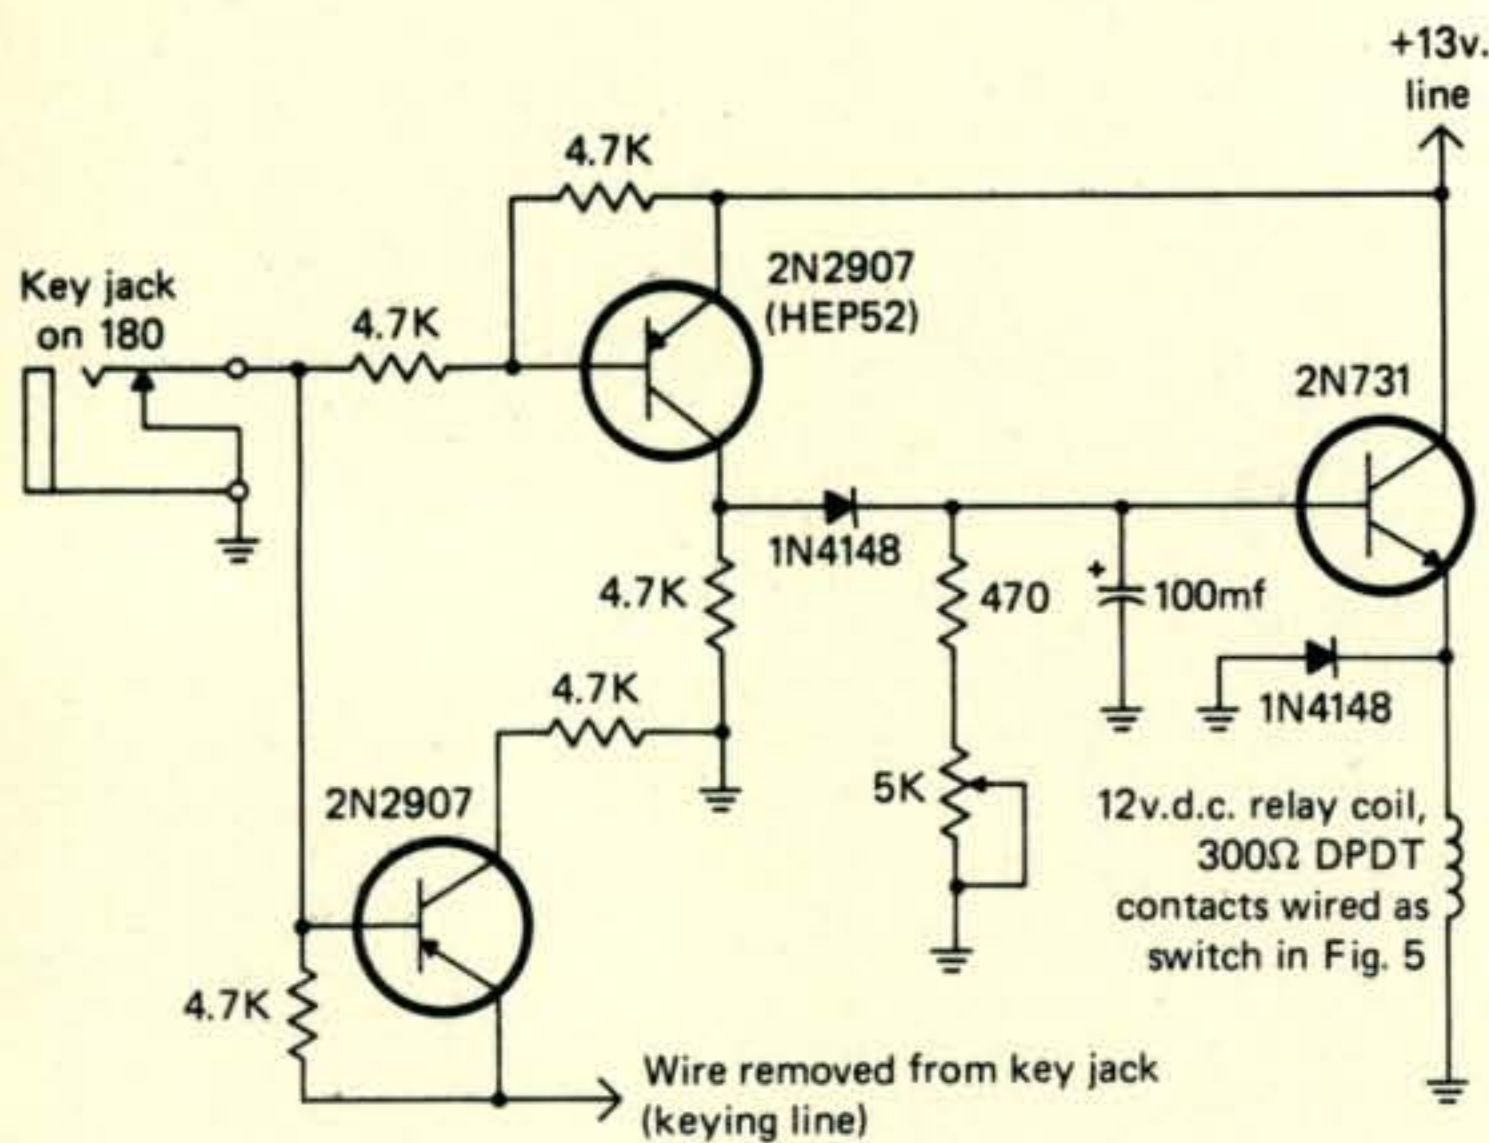 +13v.
line
4.7K
2N2907
(HEP52)
Key jack
on 180
4.7K
2N731
1N4148
4.7K
470
+
100mf
1N4148
4.7K
5K
2N2907
12v.d.c. relay coil,
300Ω DPDT
contacts wired as
switch in Fig. 5
4.7K
Wire removed from key jack
(keying line)